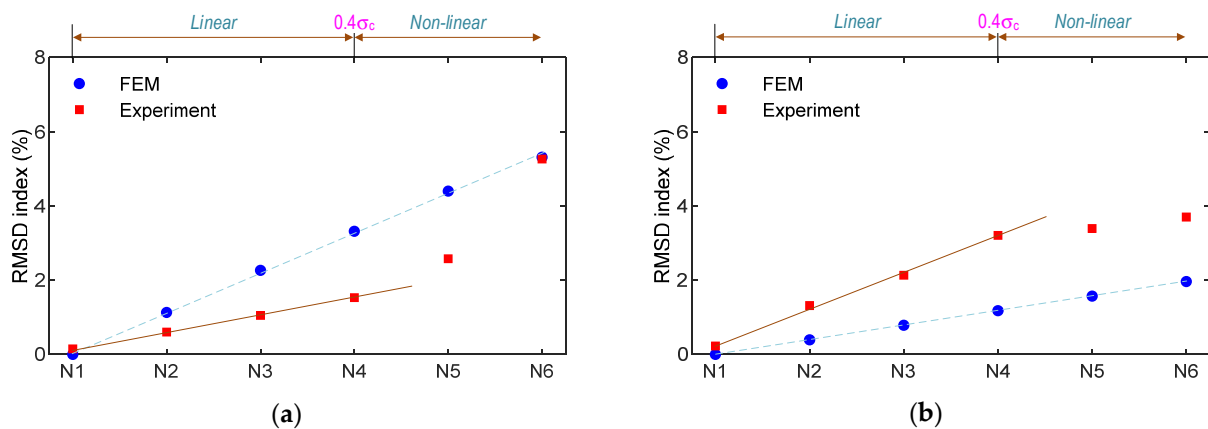 Linear 0.4σc Non-linear
8
FEM
Experiment
6
4
2
0
RMSD index (%)
N1 N2 N3 N4 N5 N6
(a)
Linear 0.4σc Non-linear
8
FEM
Experiment
6
4
2
0
RMSD index (%)
N1 N2 N3 N4 N5 N6
(b)